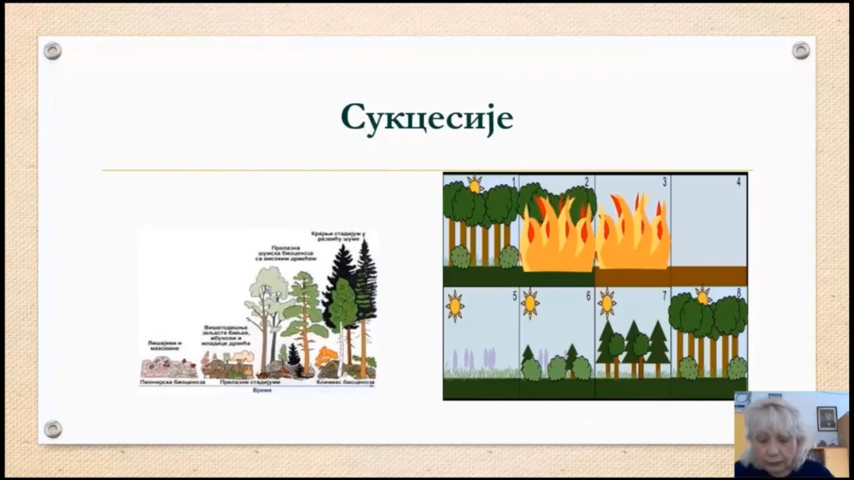 Сукцесије
Крајњи стадијум у
развићу шуме
Прелазна
шумска биоценоза
са високим дрвећем
Вишегодишње
зељасте биљке,
жбунови и
младице дрвећа
Лишајеви и
маховине
Пионирска биоценоза
Прелазни стадијуми
Климакс биоценоза
Време
1
2
3
4
5
6
7
8